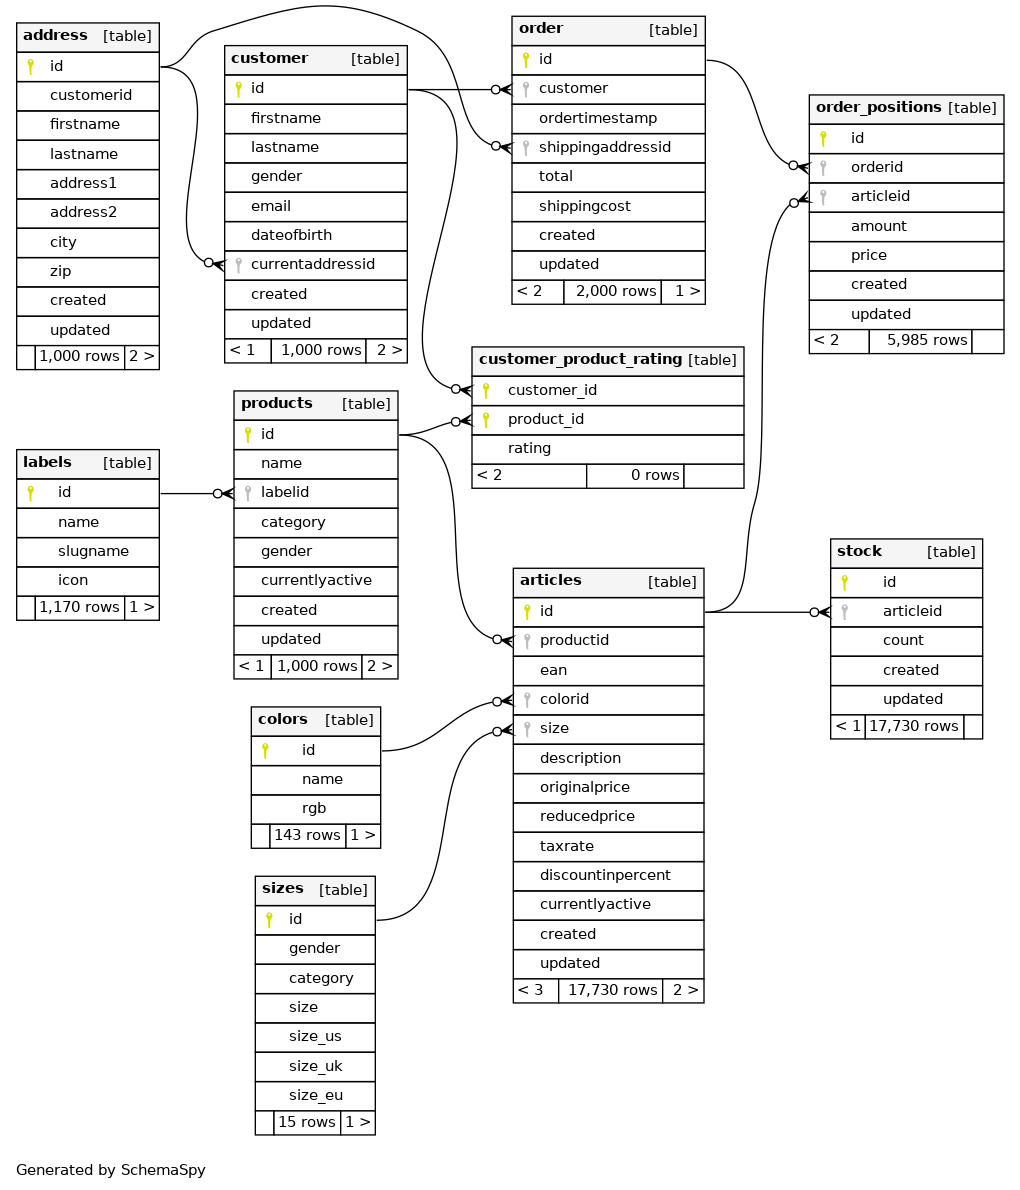 address [table]
id
customerid
firstname
lastname
address1
address2
city
zip
created
updated
1,000 rows 2 >
customer [table]
id
firstname
lastname
gender
email
dateofbirth
currentaddressid
created
updated
< 1 1,000 rows 2 >
order [table]
id
customer
ordertimestamp
shippingaddressid
total
shippingcost
created
updated
< 2 2,000 rows 1 >
order_positions [table]
id
orderid
articleid
amount
price
created
updated
< 2 5,985 rows
customer_product_rating [table]
customer_id
product_id
rating
< 2 0 rows
products [table]
id
name
labelid
category
gender
currentlyactive
created
updated
< 1 1,000 rows 2 >
labels [table]
id
name
slugname
icon
1,170 rows 1 >
stock [table]
id
articleid
count
created
updated
< 1 17,730 rows
articles [table]
id
productid
ean
colorid
size
description
originalprice
reducedprice
taxrate
discountinpercent
currentlyactive
created
updated
< 3 17,730 rows 2 >
colors [table]
id
name
rgb
143 rows 1 >
sizes [table]
id
gender
category
size
size_us
size_uk
size_eu
15 rows 1 >
Generated by SchemaSpy